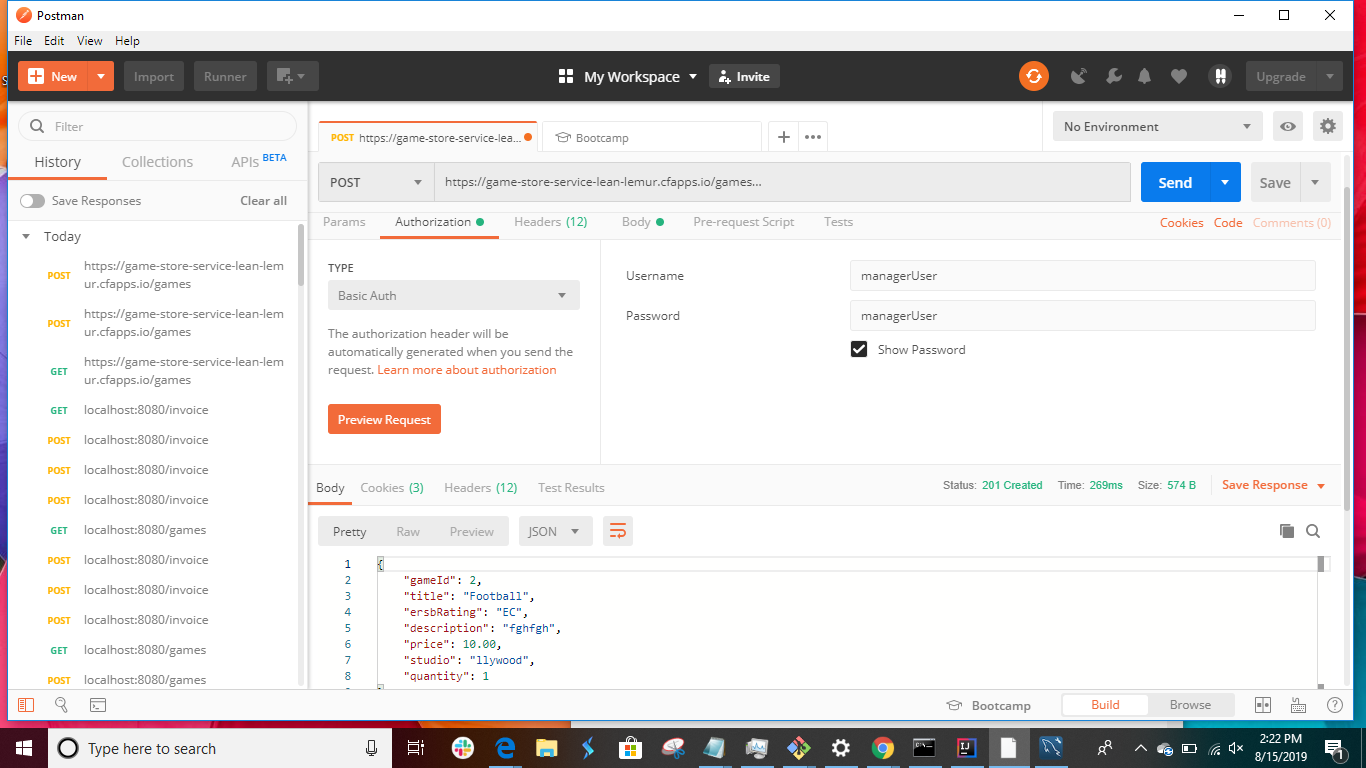 Postman
File Edit View Help
New Import Runner My Workspace Invite Upgrade
Filter
History Collections APIs BETA
Save Responses Clear all
Today
POST https://game-store-service-lean-lem
ur.cfapps.io/games
POST https://game-store-service-lean-lem
ur.cfapps.io/games
GET https://game-store-service-lean-lem
ur.cfapps.io/games
GET localhost:8080/invoice
POST localhost:8080/invoice
POST localhost:8080/invoice
POST localhost:8080/invoice
GET localhost:8080/games
POST localhost:8080/invoice
POST localhost:8080/invoice
POST localhost:8080/invoice
GET localhost:8080/games
POST localhost:8080/games
POST https://game-store-service-lea... Bootcamp
No Environment
POST https://game-store-service-lean-lemur.cfapps.io/games... Send Save
Params Authorization Headers (12) Body Pre-request Script Tests Cookies Code Comments (0)
TYPE
Basic Auth
The authorization header will be
automatically generated when you send the
request. Learn more about authorization
Preview Request
Username managerUser
Password managerUser
Show Password
Body Cookies (3) Headers (12) Test Results Status: 201 Created Time: 269ms Size: 574 B Save Response
Pretty Raw Preview JSON
1 {
2 "gameId": 2,
3 "title": "Football",
4 "ersbRating": "EC",
5 "description": "fghfgh",
6 "price": 10.00,
7 "studio": "llywood",
8 "quantity": 1
Bootcamp Build Browse
Type here to search
2:22 PM
8/15/2019
1